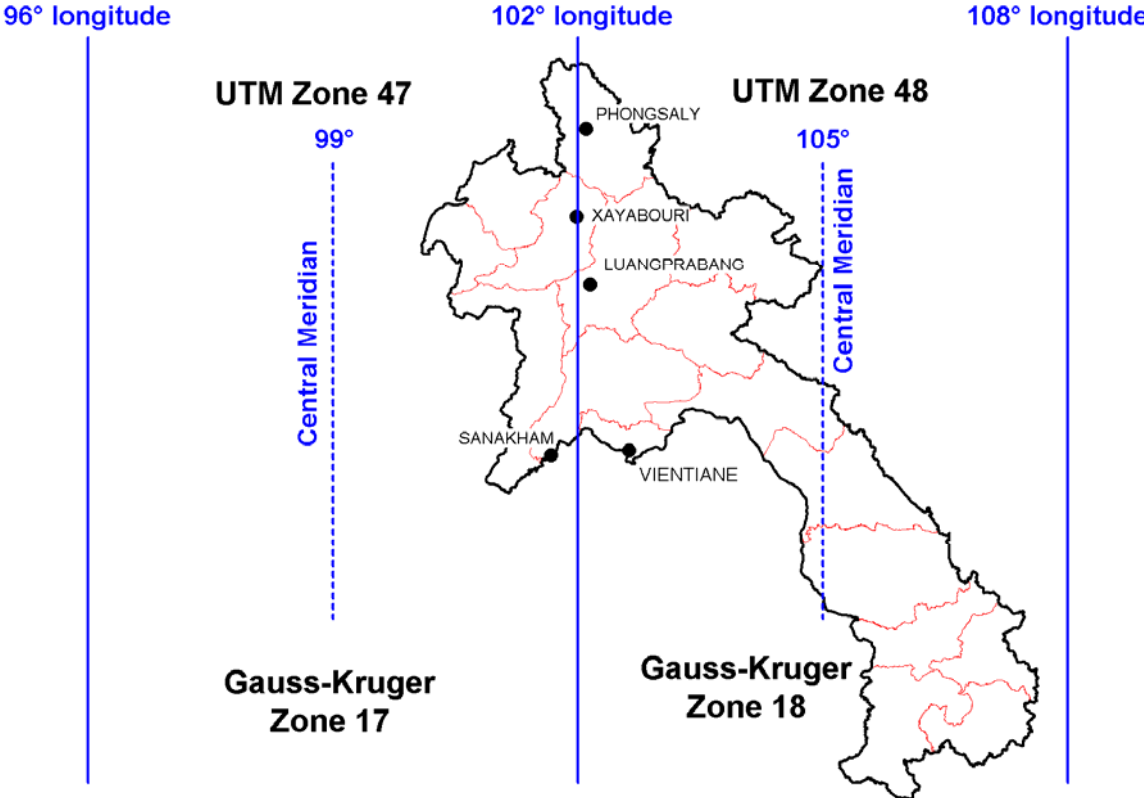 96° longitude
102° longitude
108° longitude
UTM Zone 47
UTM Zone 48
99°
105°
PHONGSALY
XAYABOURI
LUANGPRABANG
Central Meridian
Central Meridian
SANAKHAM
VIENTIANE
Gauss-Kruger
Zone 17
Gauss-Kruger
Zone 18